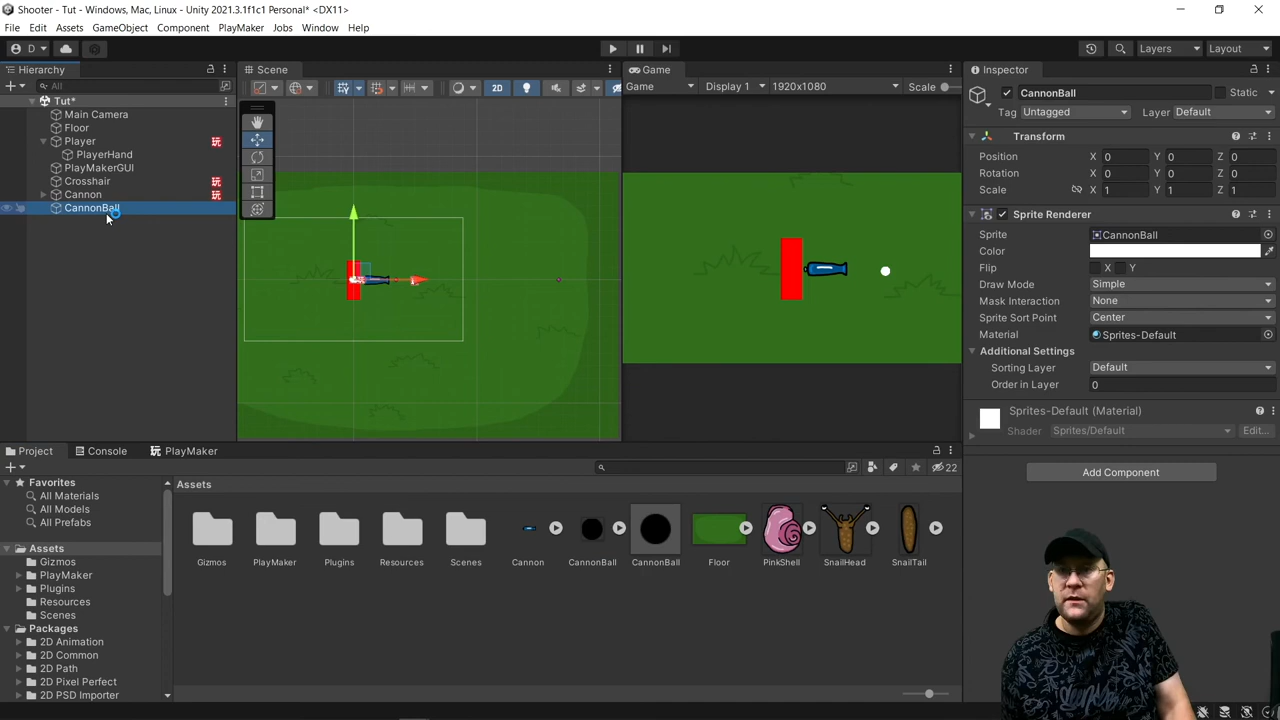 Shooter - Tut - Windows, Mac, Linux - Unity 2021.3.1f1c1 Personal* <DX11>
File Edit Assets GameObject Component PlayMaker Jobs Window Help
D Layers Layout
Hierarchy Scene Game Inspector
All 2D Game Display 1 1920x1080 Scale CannonBall Static
Tut* Tag Untagged Layer Default
Main Camera
Floor Transform
Player 玩
PlayerHand Position X 0 Y 0 Z 0
PlayMakerGUI Rotation X 0 Y 0 Z 0
Crosshair 玩 Scale X 1 Y 1 Z 1
Cannon 玩
CannonBall Sprite Renderer
Sprite CannonBall
Color
Flip X Y
Draw Mode Simple
Mask Interaction None
Sprite Sort Point Center
Material Sprites-Default
Additional Settings
Sorting Layer Default
Order in Layer 0
Sprites-Default (Material)
Shader Sprites/Default Edit...
Project Console 玩 PlayMaker
22 Add Component
Favorites Assets
All Materials
All Models
All Prefabs
Assets
Gizmos PlayMaker Plugins Resources Scenes Cannon CannonBall CannonBall Floor PinkShell SnailHead SnailTail
Gizmos
PlayMaker
Plugins
Resources
Scenes
Packages
2D Animation
2D Common
2D Path
2D Pixel Perfect
2D PSD Importer